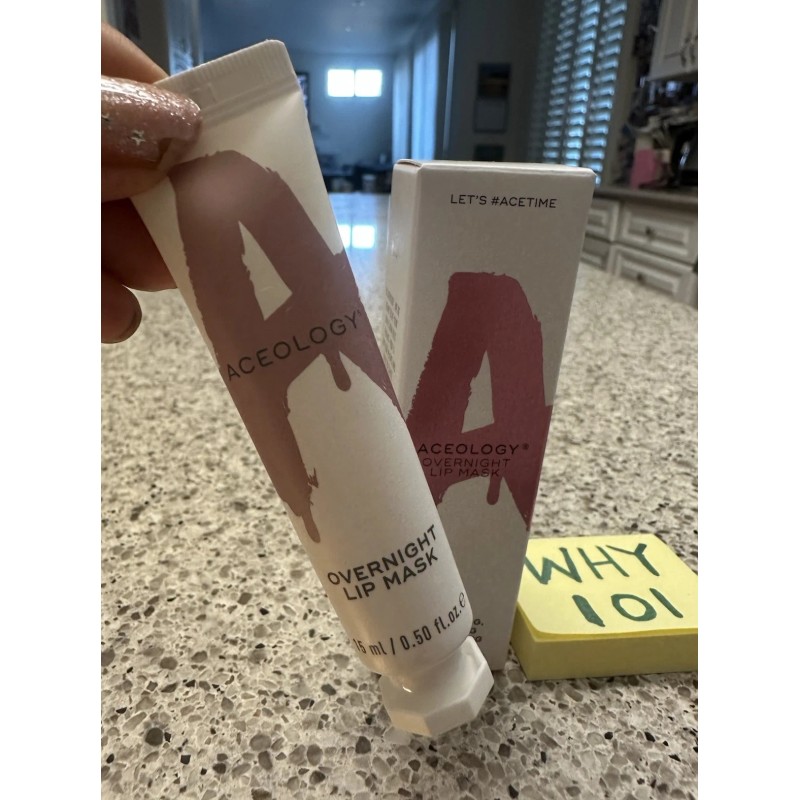 ACEOLOGY
OVERNIGHT
LIP MASK
15 ml / 0.50 fl.oz.℮
LET'S #ACETIME
ACEOLOGY®
OVERNIGHT
LIP MASK
WHY
101